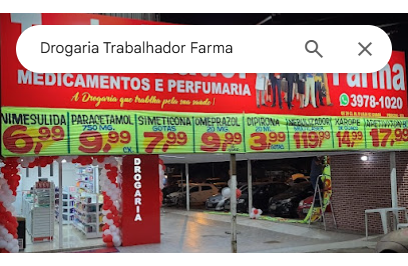 Drogaria Trabalhador Farma
Farma
MEDICAMENTOS E PERFUMARIA
A Drogaria que trabalha pela sua saúde!
3978-1020
NIMESULIDA PARACETAMOL SIMETICONA OMEPRAZOL DIPIRONA
750 MG. GOTAS 20 MG.
6,99 9,99 7,99 9,99 3,99 119,99 14,99 17,99
DROGARIA